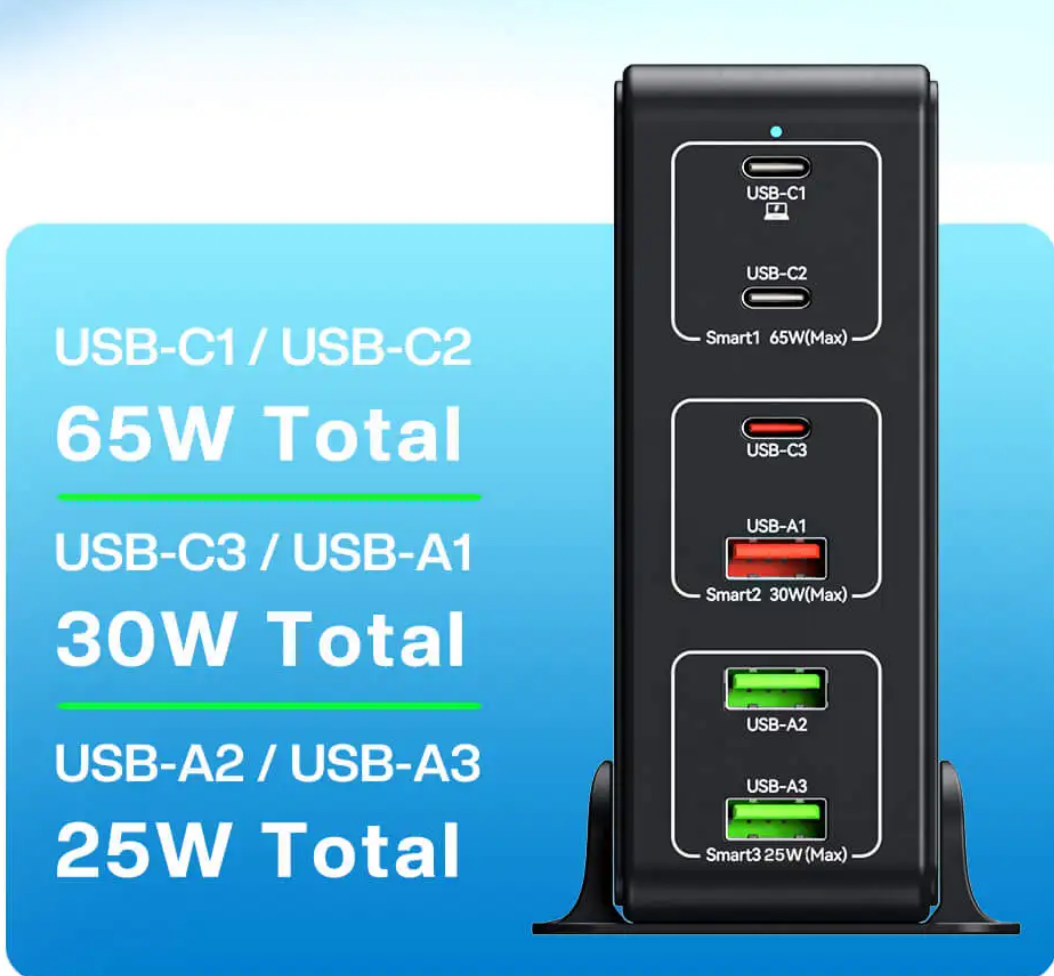 USB-C1 / USB-C2
65W Total
USB-C3 / USB-A1
30W Total
USB-A2 / USB-A3
25W Total
USB-C1
USB-C2
Smart1 65W(Max)
USB-C3
USB-A1
Smart2 30W(Max)
USB-A2
USB-A3
Smart3 25W(Max)